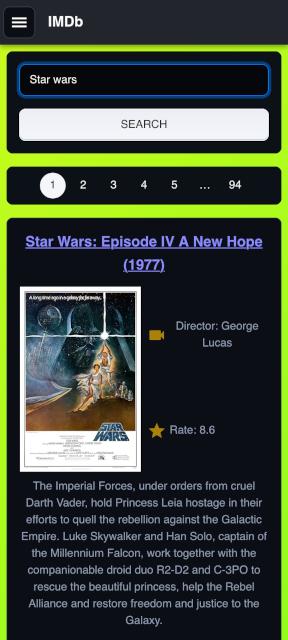 IMDb
Star wars
SEARCH
1 2 3 4 5 … 94
Star Wars: Episode IV A New Hope
(1977)
A long time ago in a galaxy far, far away...
STAR
WARS
Director: George
Lucas
Rate: 8.6
The Imperial Forces, under orders from cruel
Darth Vader, hold Princess Leia hostage in their
efforts to quell the rebellion against the Galactic
Empire. Luke Skywalker and Han Solo, captain of
the Millennium Falcon, work together with the
companionable droid duo R2-D2 and C-3PO to
rescue the beautiful princess, help the Rebel
Alliance and restore freedom and justice to the
Galaxy.